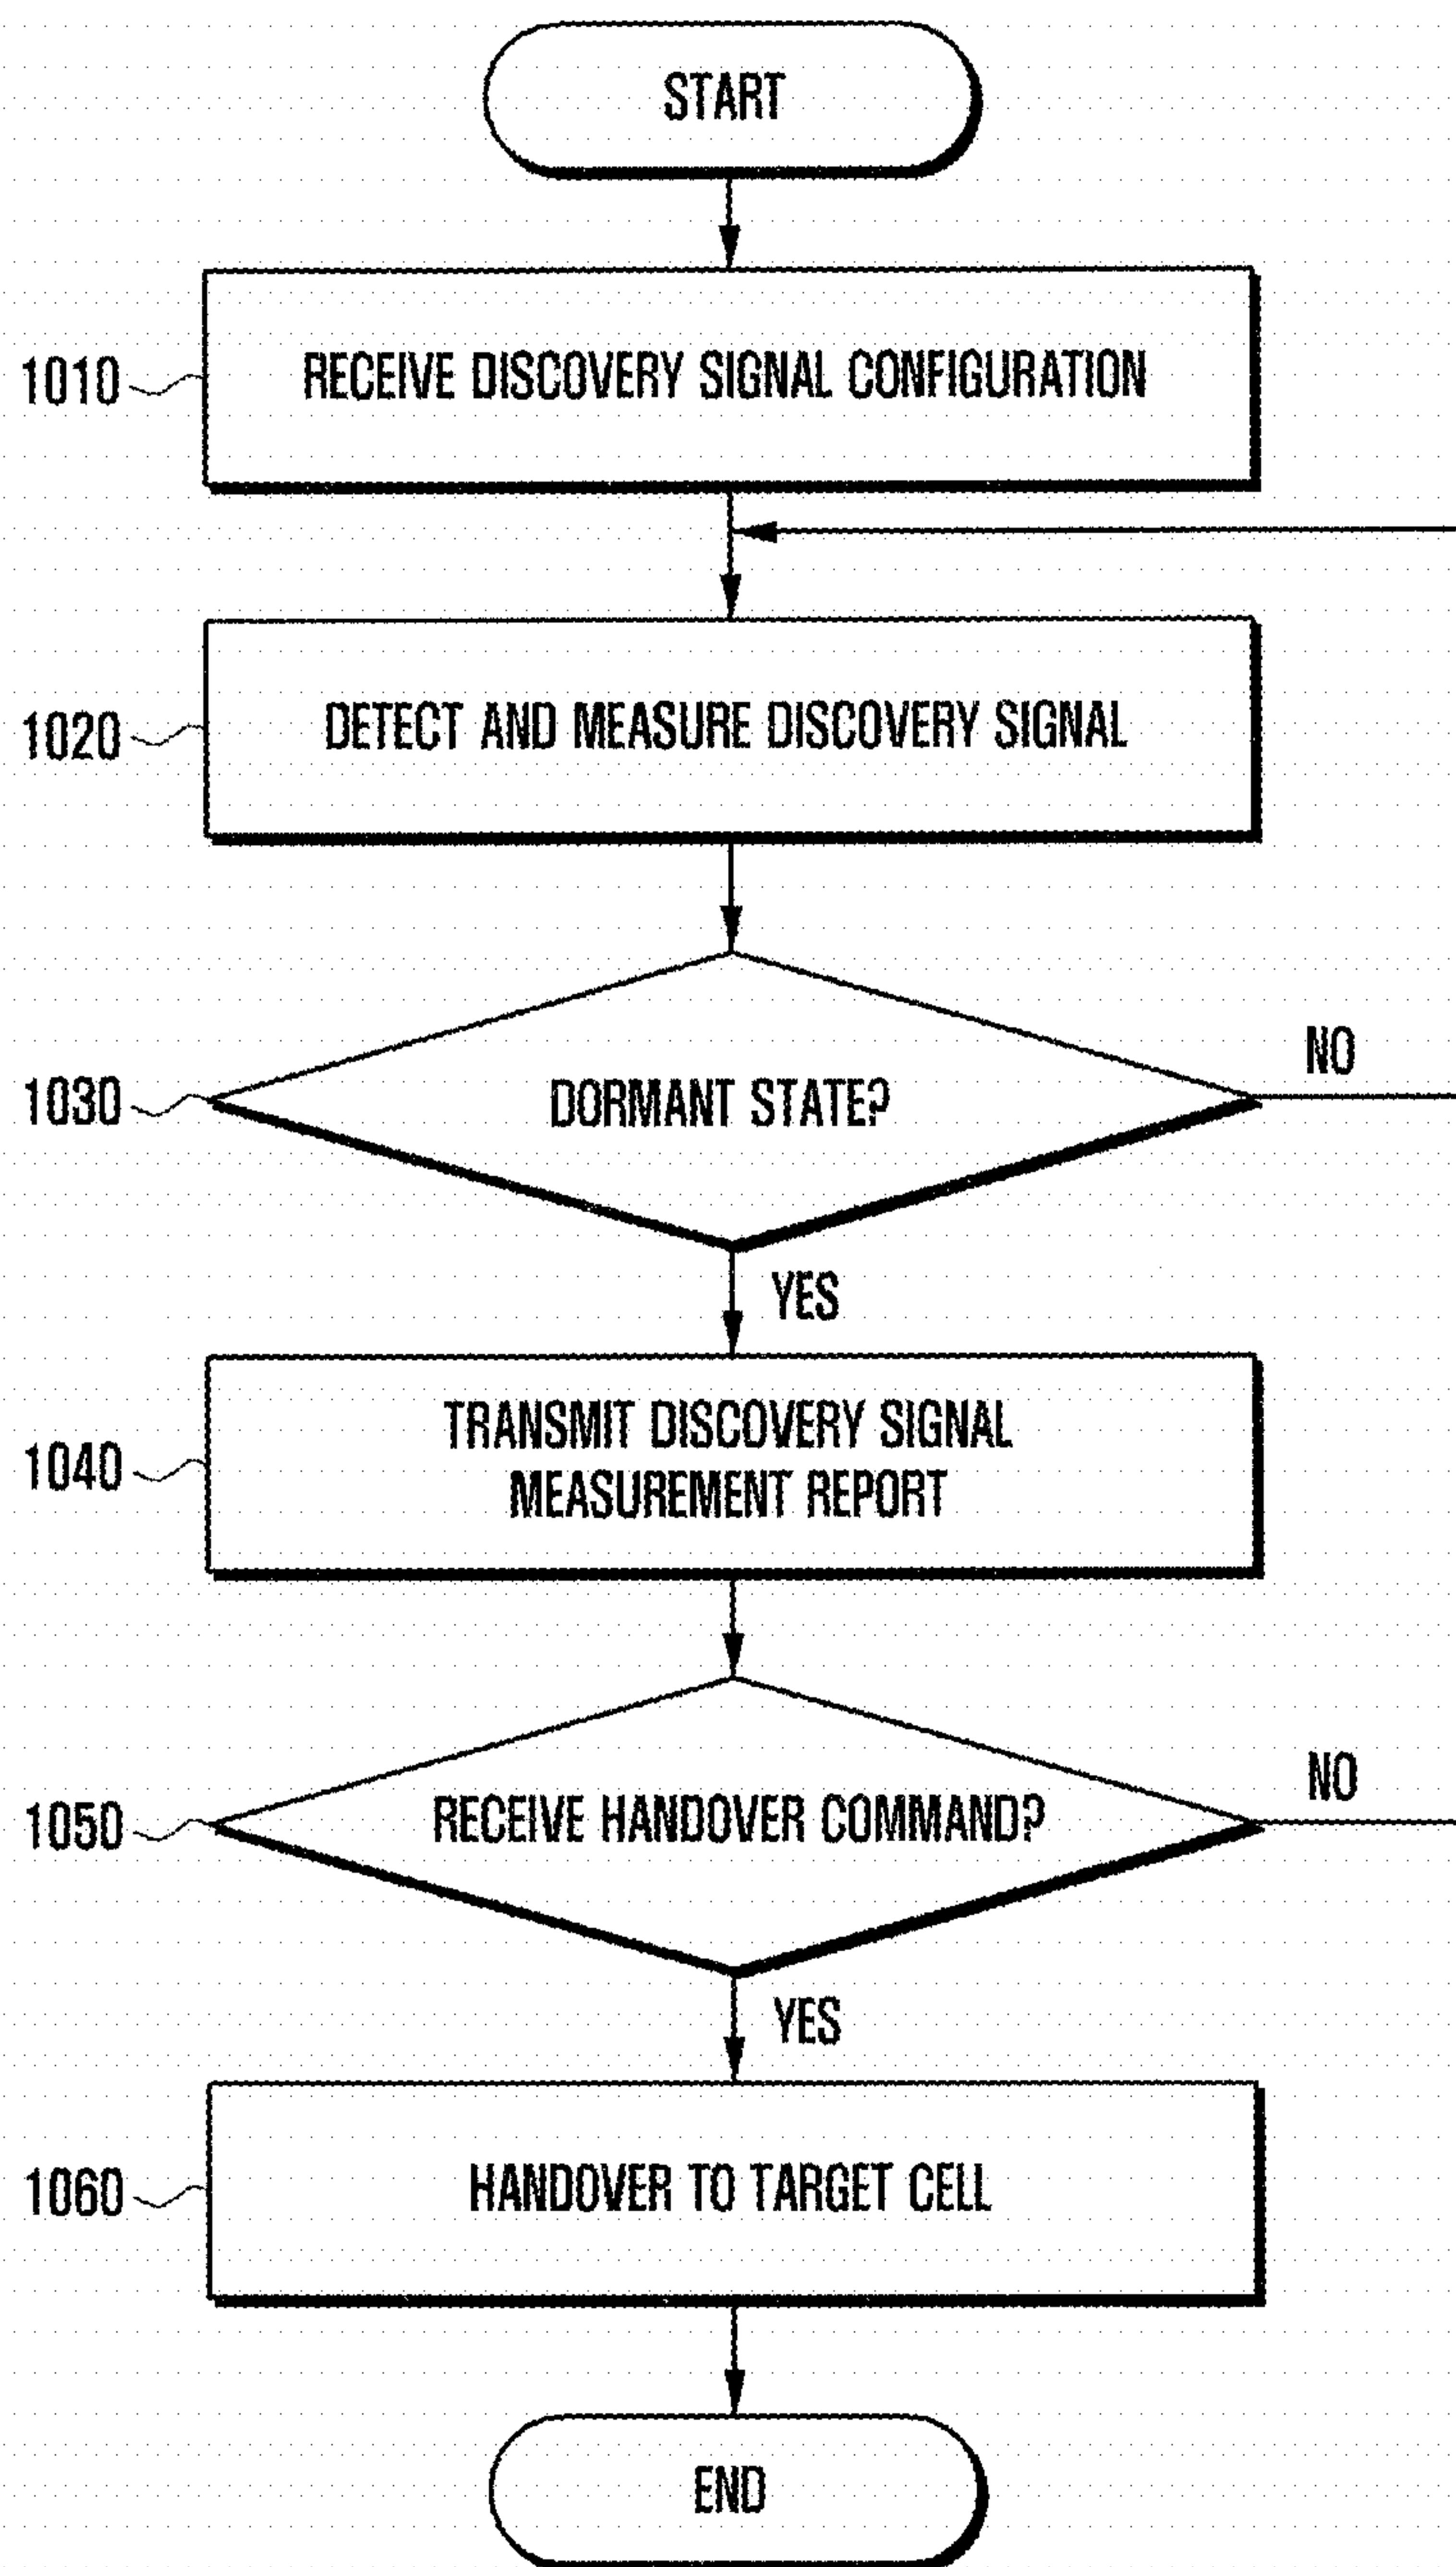 START
1010
RECEIVE DISCOVERY SIGNAL CONFIGURATION
1020
DETECT AND MEASURE DISCOVERY SIGNAL
1030
DORMANT STATE?
NO
YES
1040
TRANSMIT DISCOVERY SIGNAL
MEASUREMENT REPORT
1050
RECEIVE HANDOVER COMMAND?
NO
YES
1060
HANDOVER TO TARGET CELL
END